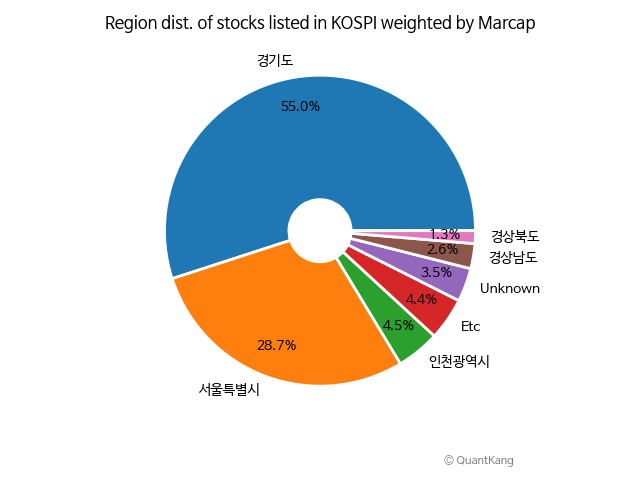 Region dist. of stocks listed in KOSPI weighted by Marcap
경기도
55.0%
1.3%
경상북도
2.6%
경상남도
3.5%
Unknown
4.4%
Etc
4.5%
인천광역시
28.7%
서울특별시
© QuantKang